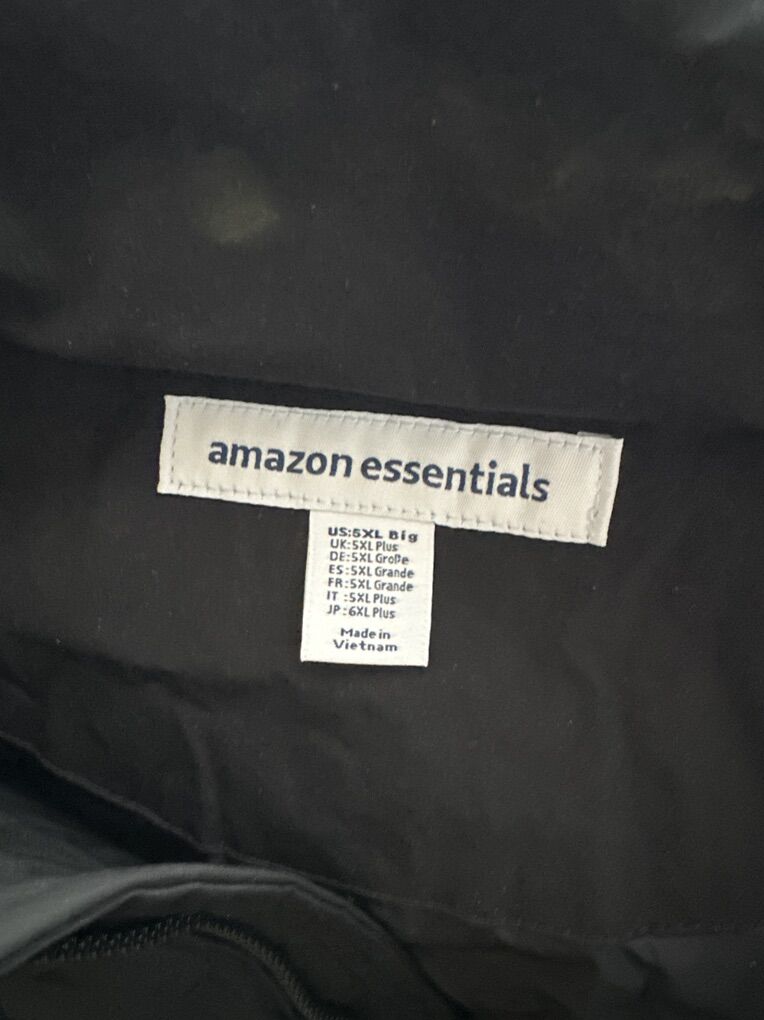 amazon essentials
US:5XL Big
UK:5XL Plus
DE:5XL Große
ES:5XL Grande
FR:5XL Grande
IT :5XL Plus
JP:6XL Plus
Made in
Vietnam